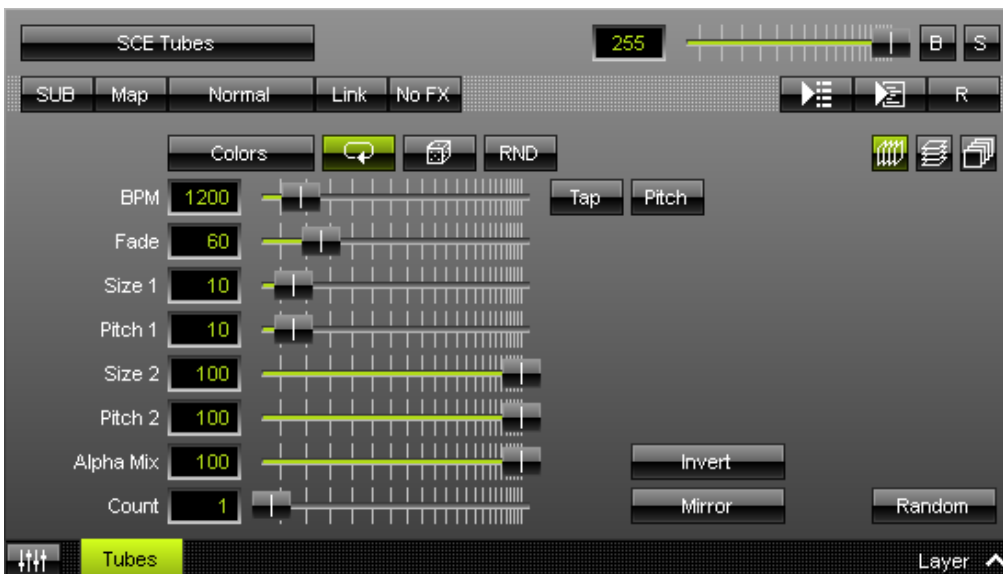 SCE Tubes 255 B S
SUB Map Normal Link No FX R
Colors RND
BPM 1200 Tap Pitch
Fade 60
Size 1 10
Pitch 1 10
Size 2 100
Pitch 2 100
Alpha Mix 100 Invert
Count 1 Mirror Random
Tubes Layer